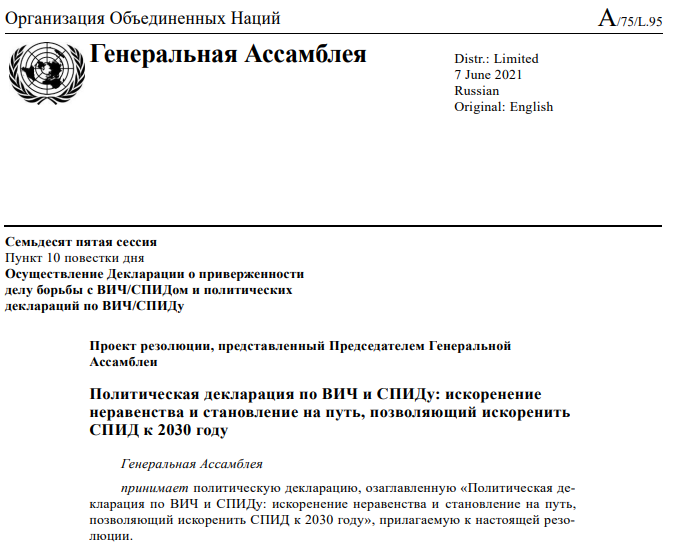 Организация Объединенных Наций
A/75/L.95
Генеральная Ассамблея
Distr.: Limited
7 June 2021
Russian
Original: English
Семьдесят пятая сессия
Пункт 10 повестки дня
Осуществление Декларации о приверженности
делу борьбы с ВИЧ/СПИДом и политических
деклараций по ВИЧ/СПИДу
Проект резолюции, представленный Председателем Генеральной
Ассамблеи
Политическая декларация по ВИЧ и СПИДу: искоренение
неравенства и становление на путь, позволяющий искоренить
СПИД к 2030 году
Генеральная Ассамблея
принимает политическую декларацию, озаглавленную «Политическая де-
кларация по ВИЧ и СПИДу: искоренение неравенства и становление на путь,
позволяющий искоренить СПИД к 2030 году», прилагаемую к настоящей резо-
люции.